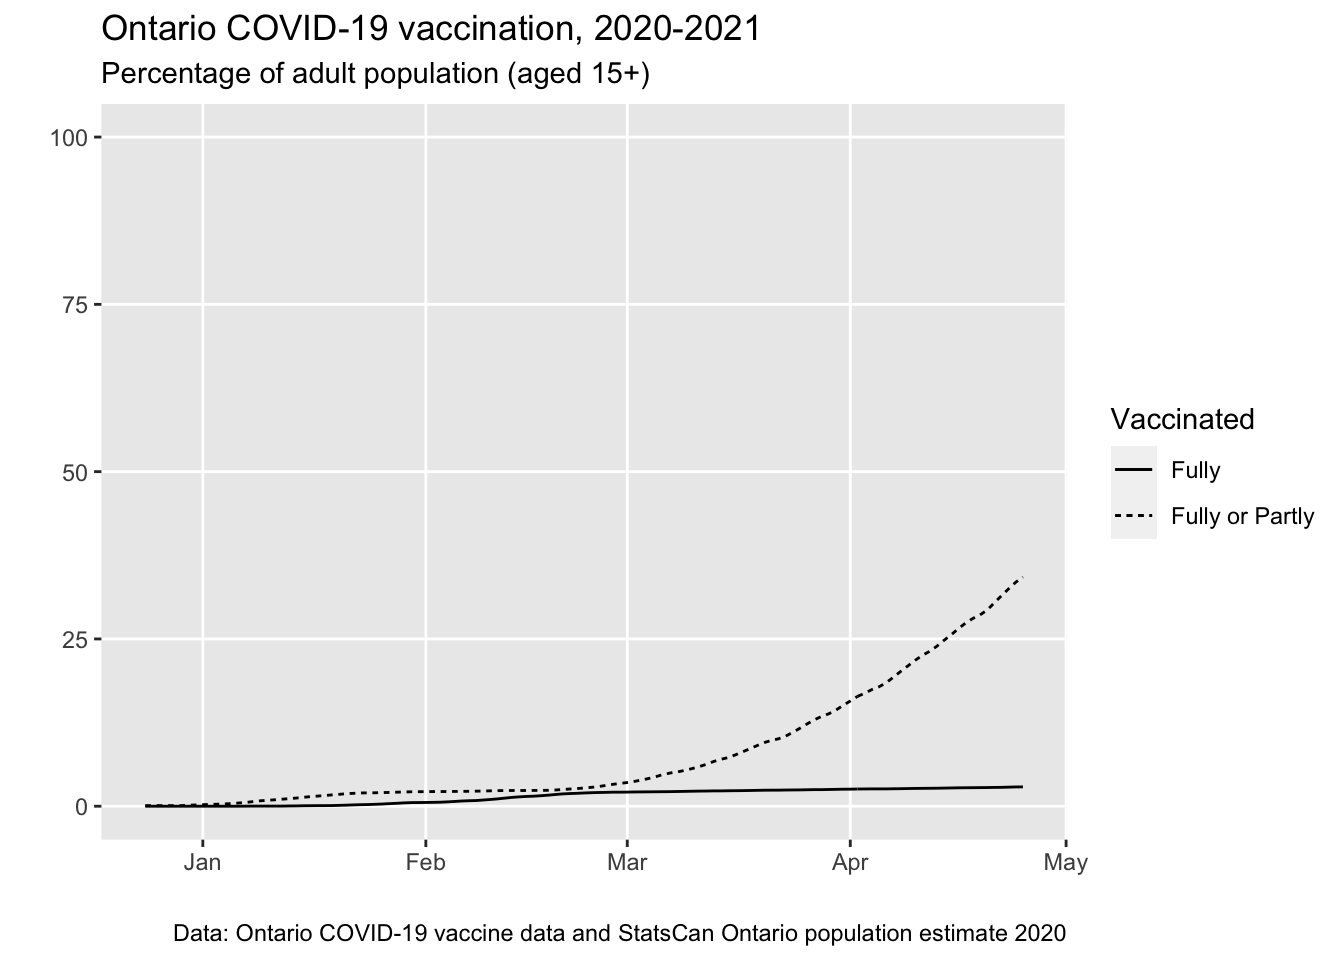 Ontario COVID-19 vaccination, 2020-2021
Percentage of adult population (aged 15+)
100
75
50
25
0
Jan Feb Mar Apr May
Vaccinated
Fully
Fully or Partly
Data: Ontario COVID-19 vaccine data and StatsCan Ontario population estimate 2020